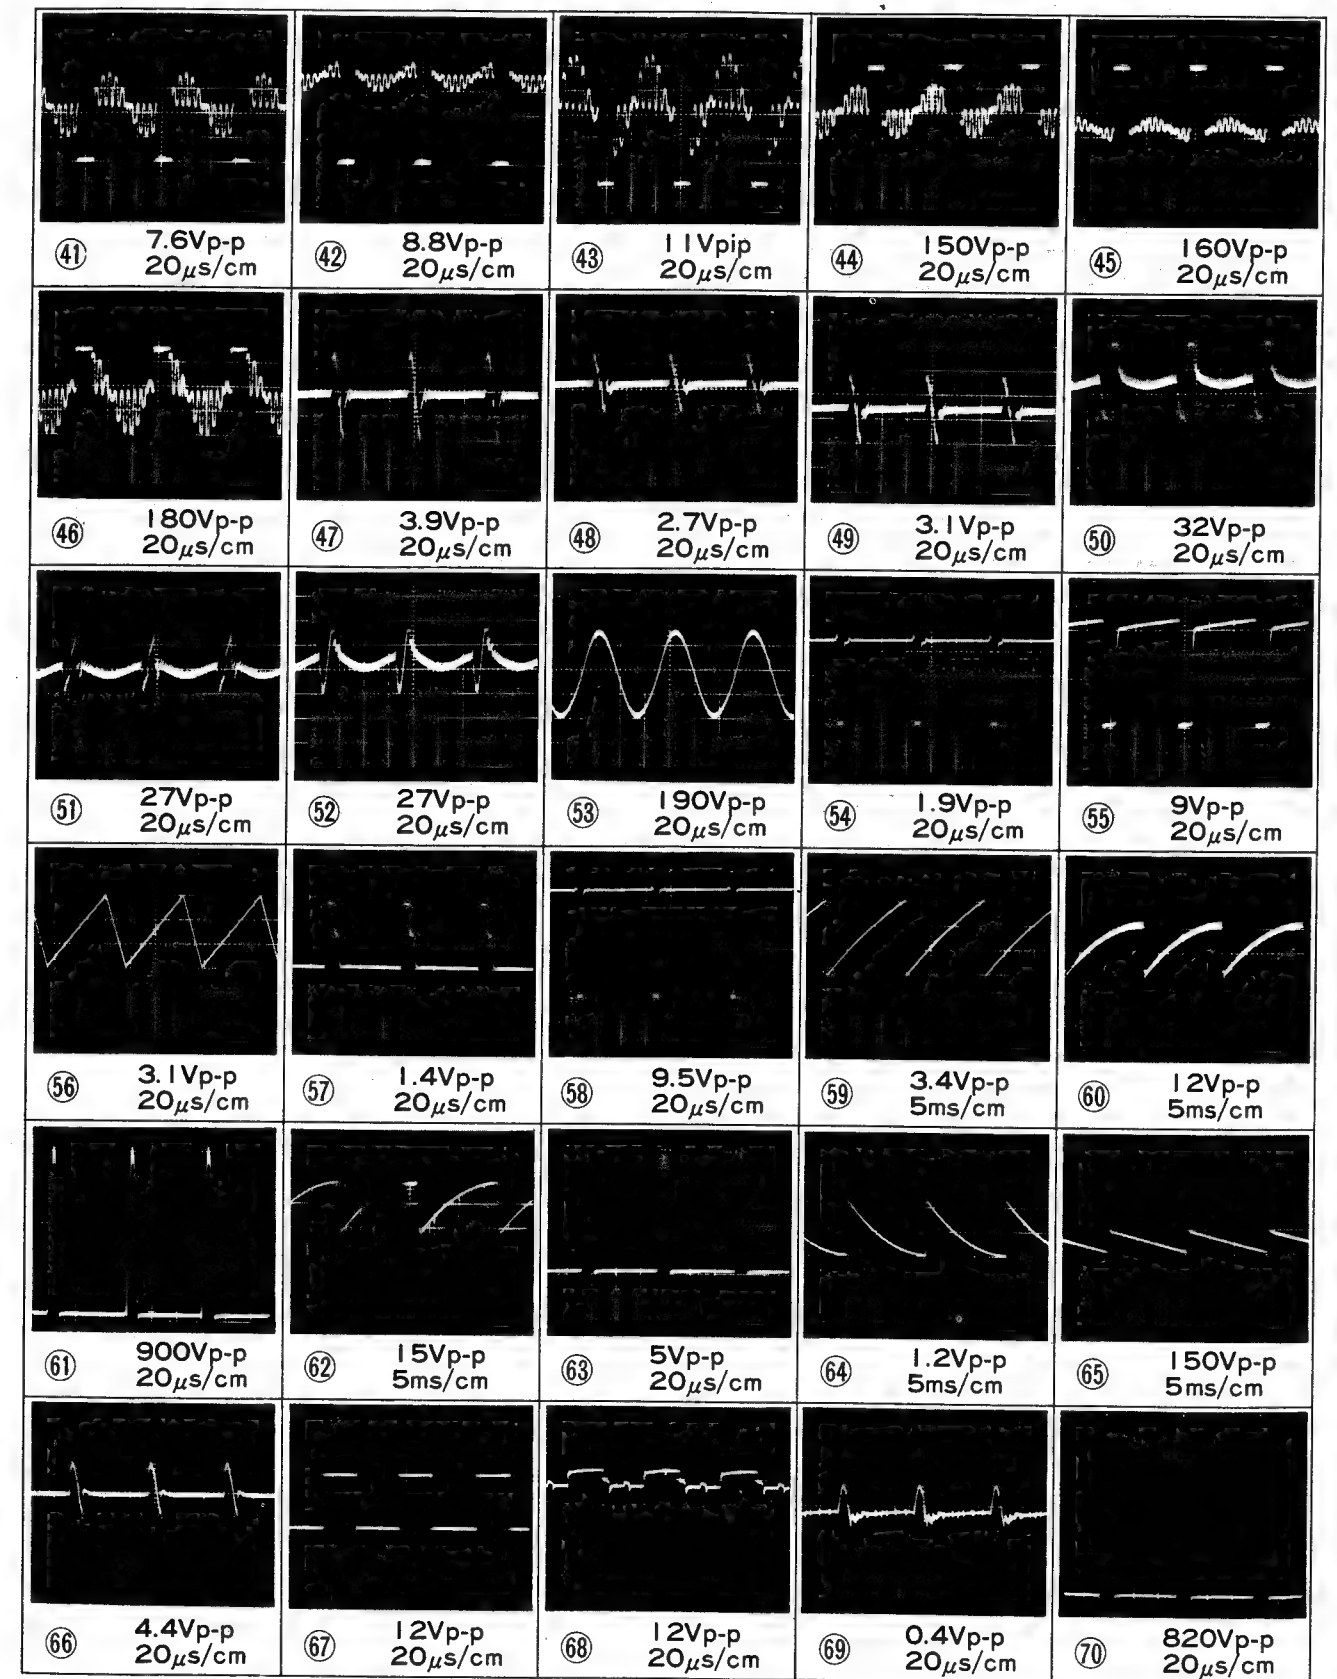 ㊶ 7.6Vp-p
20μs/cm
㊷ 8.8Vp-p
20μs/cm
㊸ 11Vpip
20μs/cm
㊹ 150Vp-p
20μs/cm
㊺ 160Vp-p
20μs/cm
㊻ 180Vp-p
20μs/cm
㊼ 3.9Vp-p
20μs/cm
㊽ 2.7Vp-p
20μs/cm
㊾ 3.1Vp-p
20μs/cm
㊿ 32Vp-p
20μs/cm
51 27Vp-p
20μs/cm
52 27Vp-p
20μs/cm
53 190Vp-p
20μs/cm
54 1.9Vp-p
20μs/cm
55 9Vp-p
20μs/cm
56 3.1Vp-p
20μs/cm
57 1.4Vp-p
20μs/cm
58 9.5Vp-p
20μs/cm
59 3.4Vp-p
5ms/cm
60 12Vp-p
5ms/cm
61 900Vp-p
20μs/cm
62 15Vp-p
5ms/cm
63 5Vp-p
20μs/cm
64 1.2Vp-p
5ms/cm
65 150Vp-p
5ms/cm
66 4.4Vp-p
20μs/cm
67 12Vp-p
20μs/cm
68 12Vp-p
20μs/cm
69 0.4Vp-p
20μs/cm
70 820Vp-p
20μs/cm